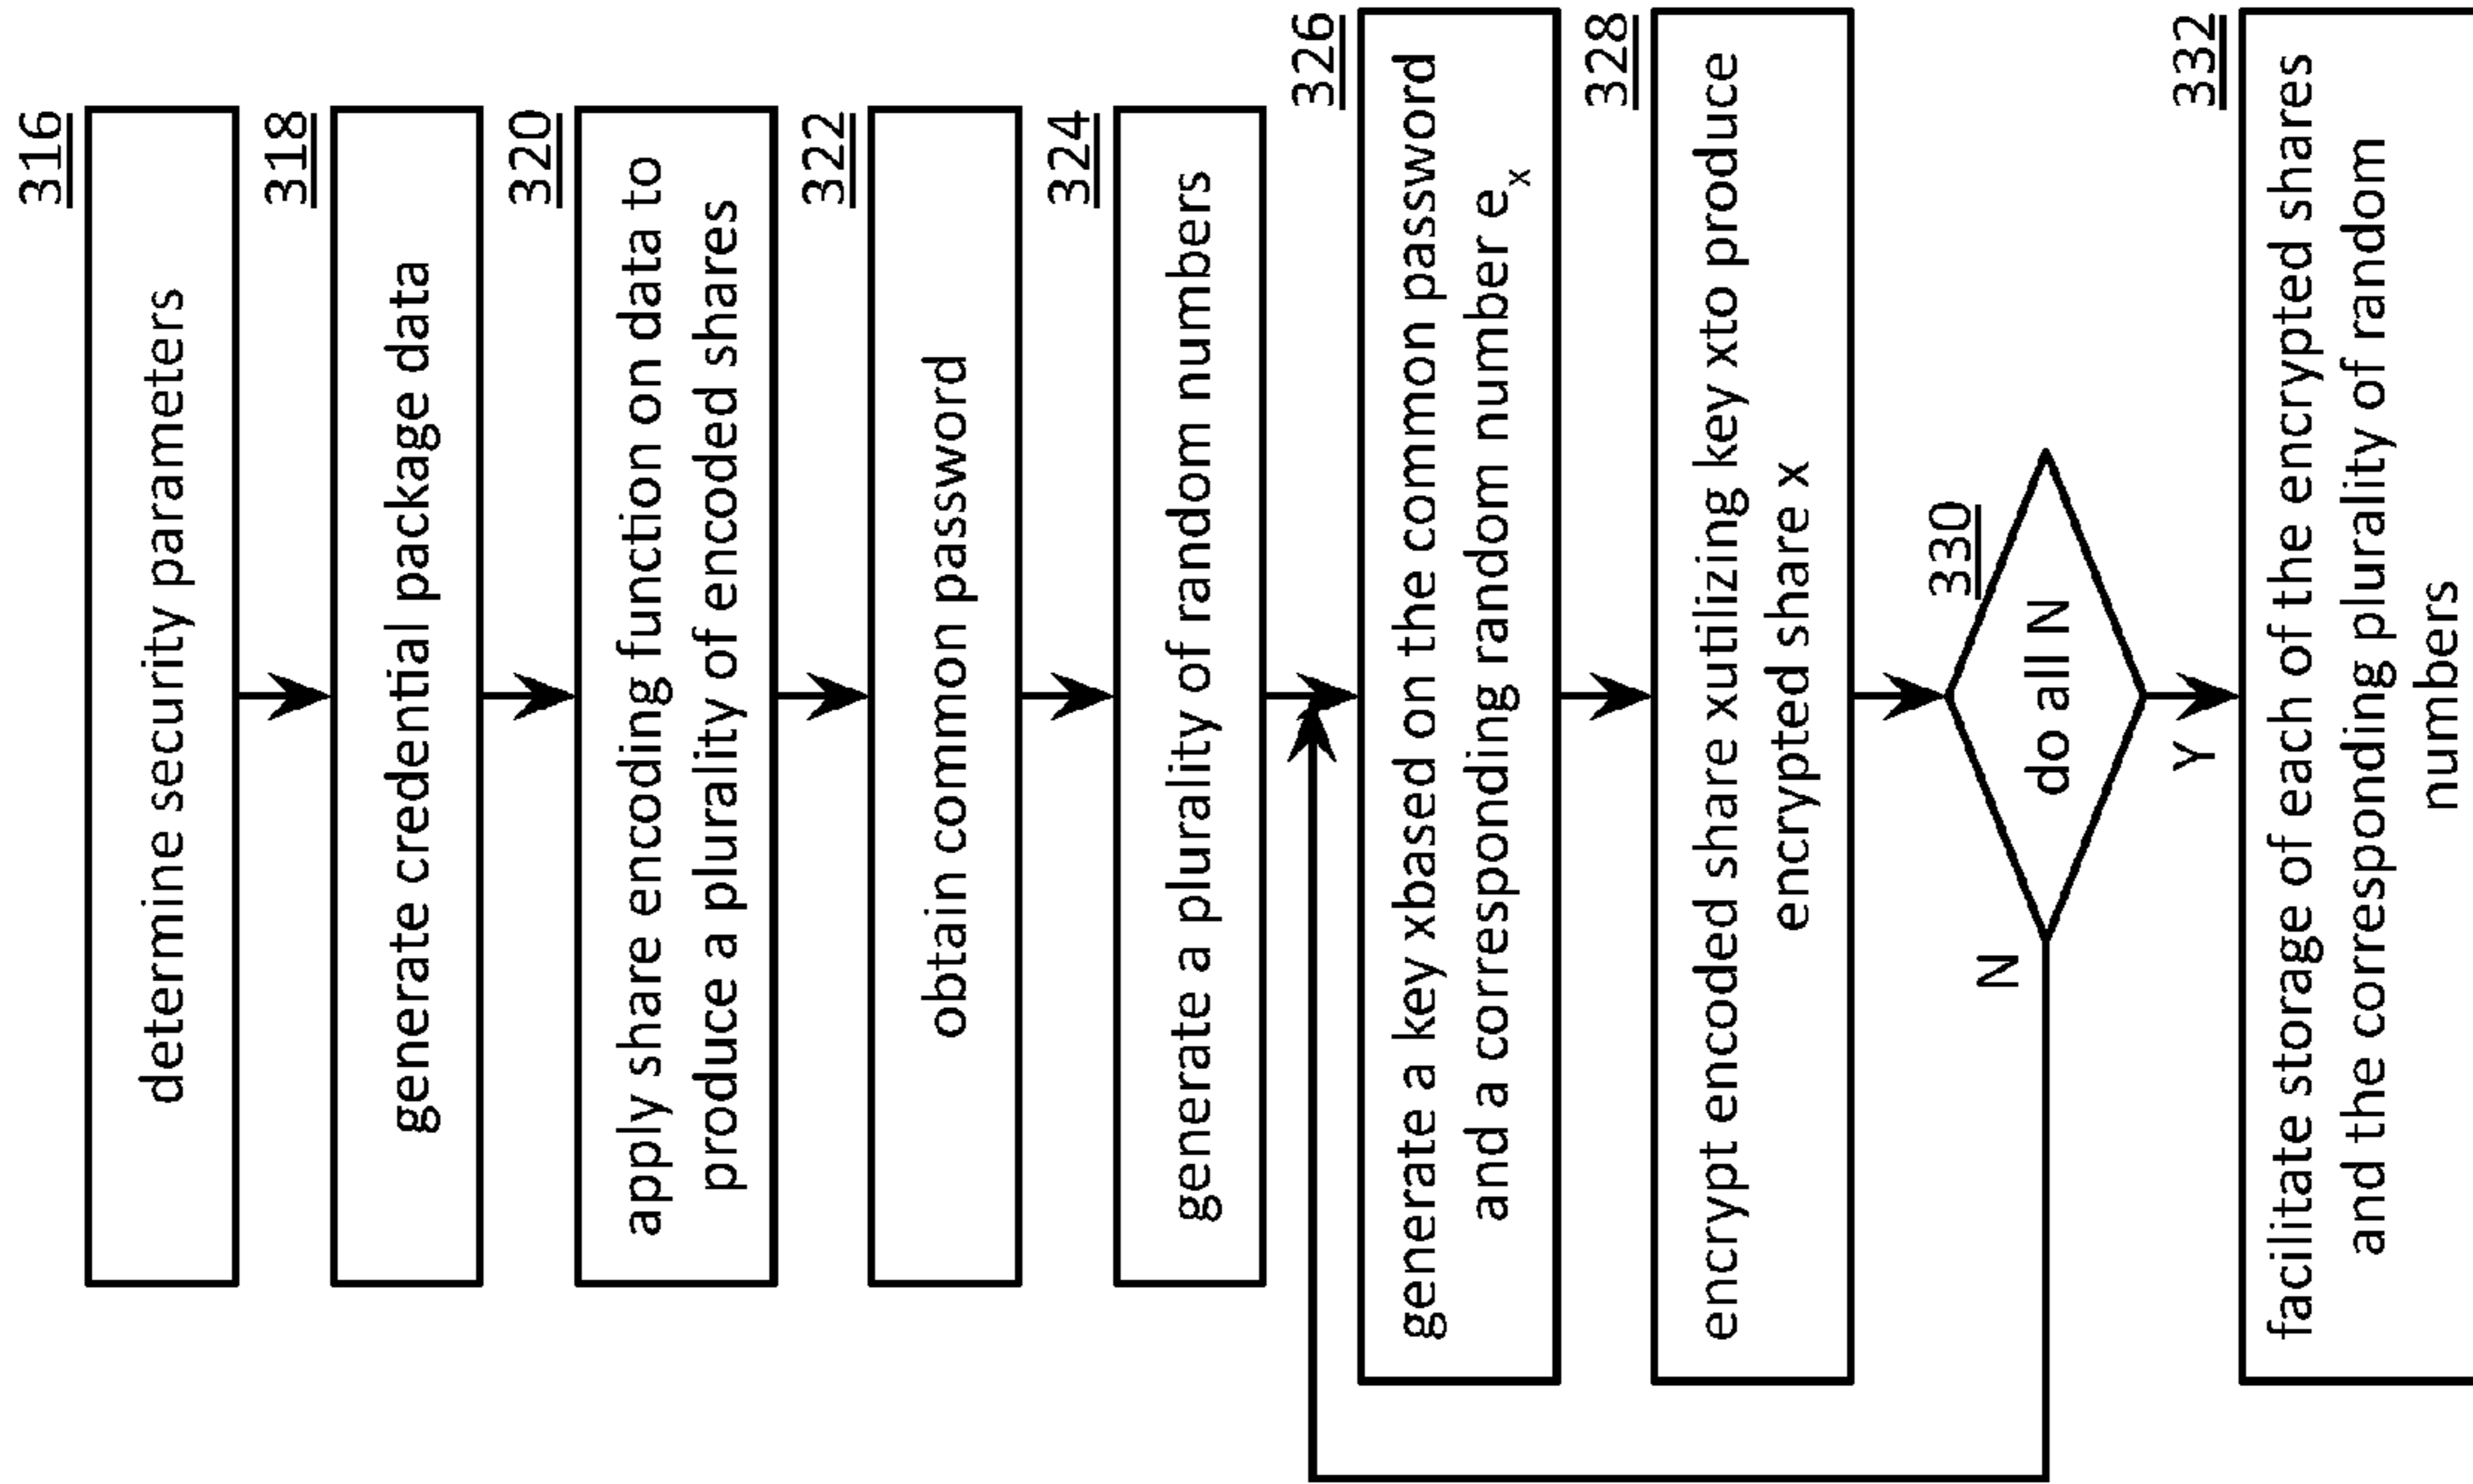 316
determine security parameters
318
generate credential package data
320
apply share encoding function on data to
produce a plurality of encoded shares
322
obtain common password
324
generate a plurality of random numbers
326
generate a key xbased on the common password
and a corresponding random number eₓ
328
encrypt encoded share xutilizing key xto produce
encrypted share x
330
do all N
N
Y
332
facilitate storage of each of the encrypted shares
and the corresponding plurality of random
numbers